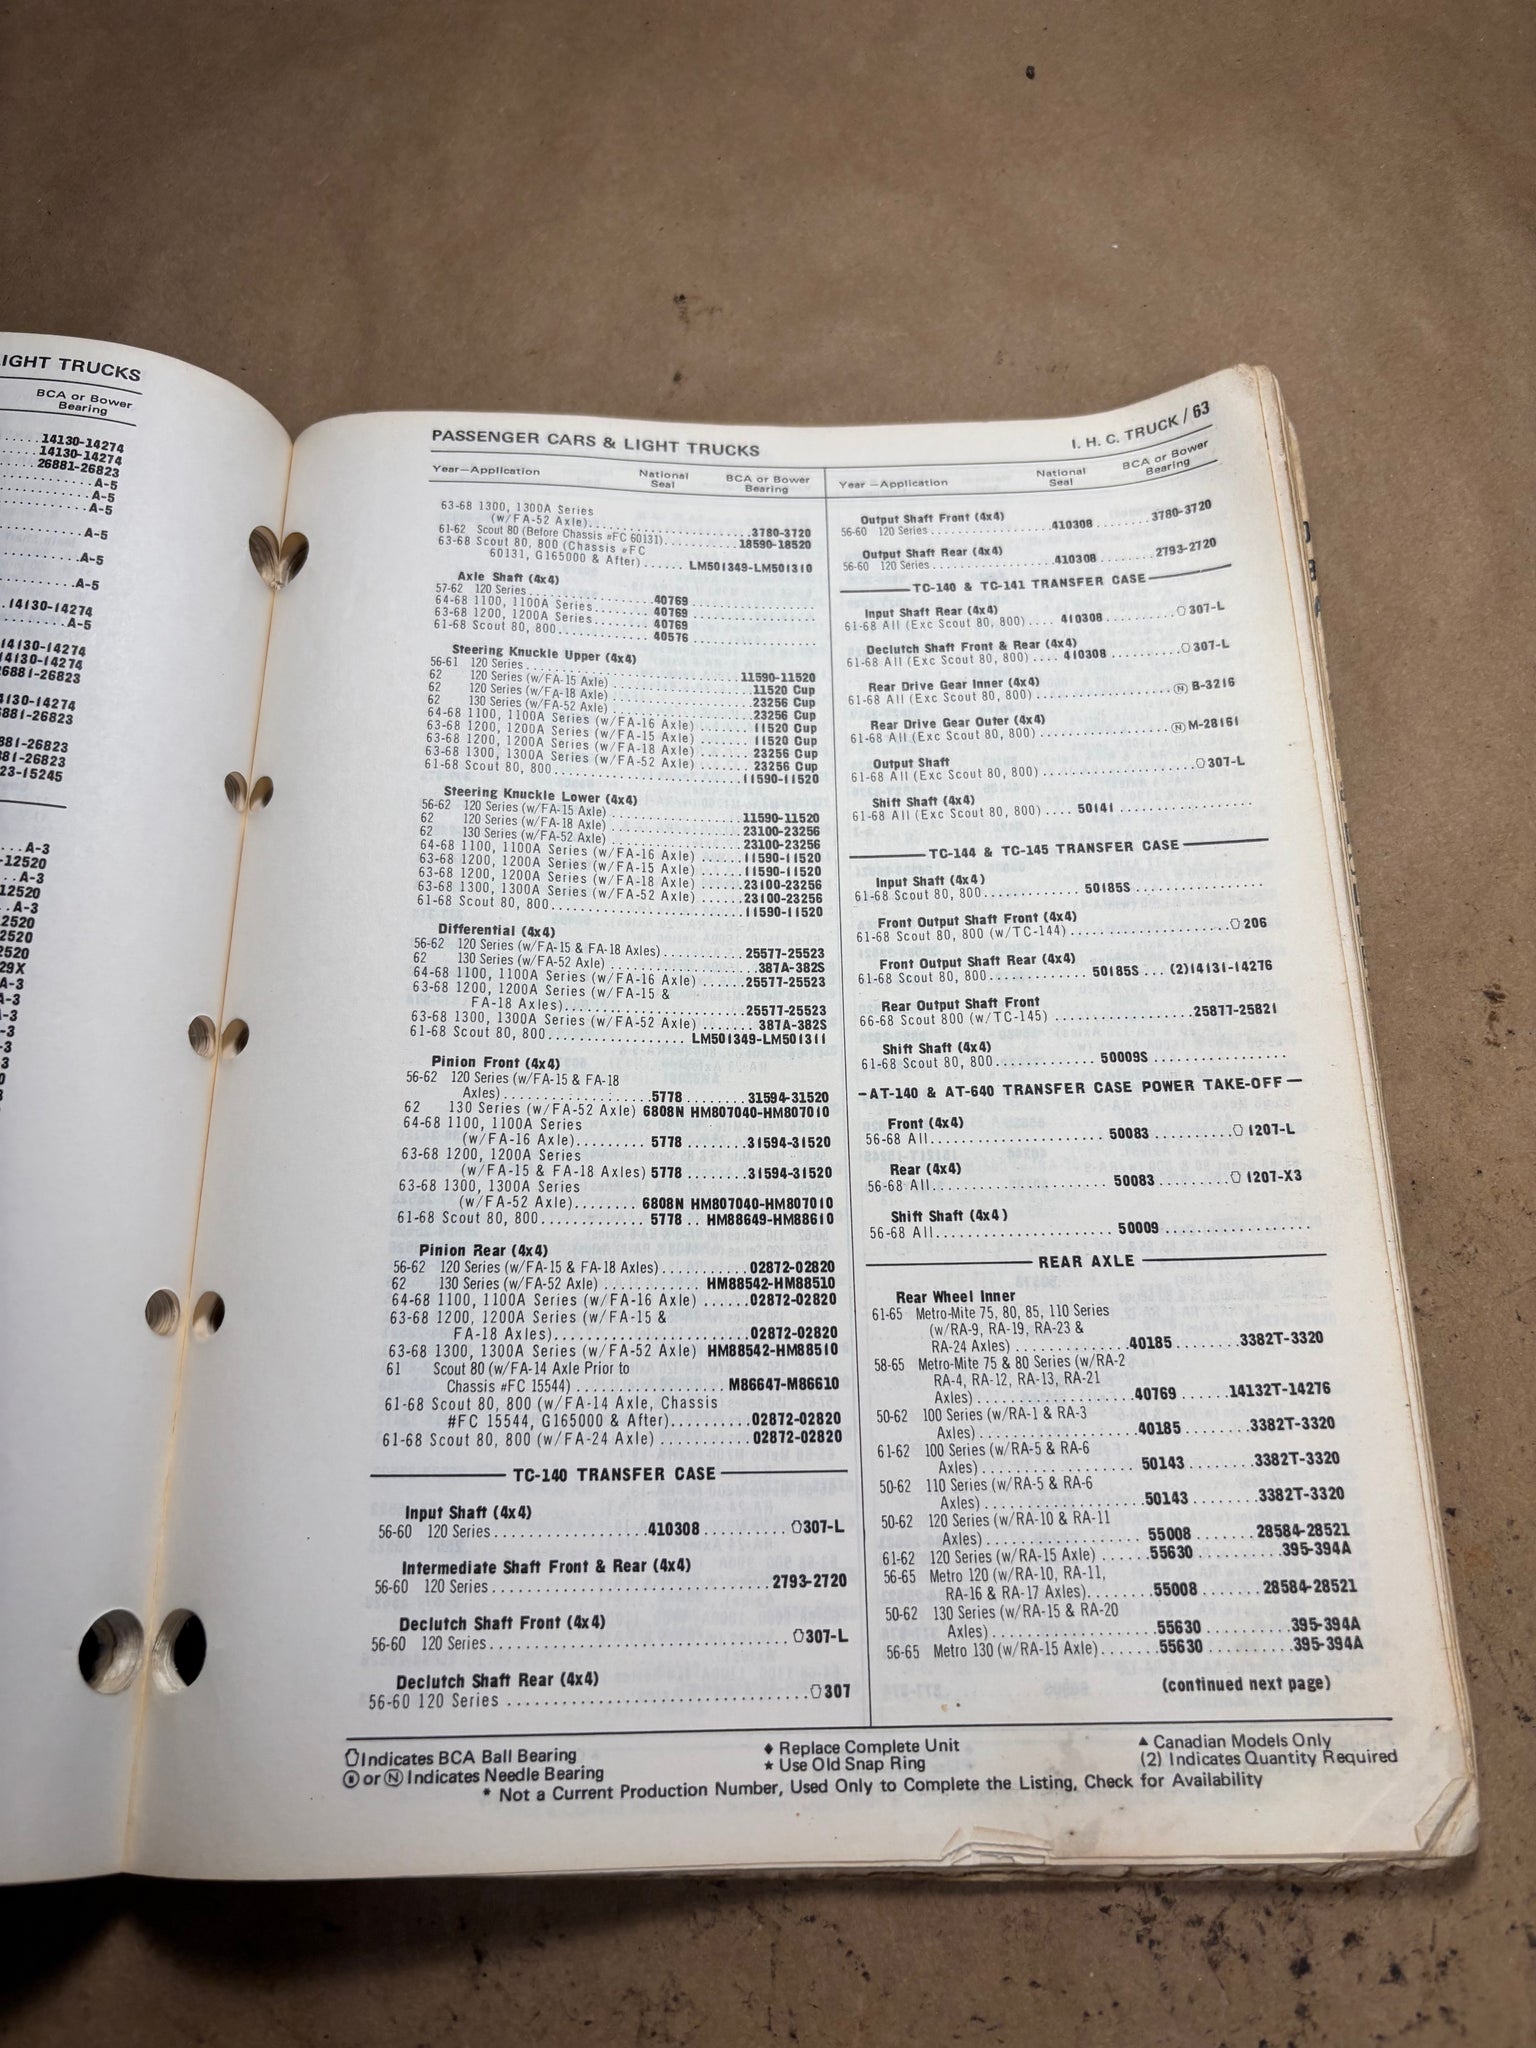 LIGHT TRUCKS
BCA or Bower
Bearing
14130-14274
14130-14274
26881-26823
A-5
A-5
A-5
A-5
A-5
A-5
14130-14274
A-5
14130-14274
14130-14274
26881-26823
A-3
A-3
A-3
PASSENGER CARS & LIGHT TRUCKS
I. H. C. TRUCK / 63
Year—Application National Seal BCA or Bower Bearing
63-68 1300, 1300A Series
(w/FA-52 Axle)..........3780-3720
61-62 Scout 80 (Before Chassis #FC 60131)..........18590-18520
63-68 Scout 80, 800 (Chassis #FC
60131, G165000 & After)...... LM501349-LM501310
Axle Shaft (4x4)
57-62 120 Series..........40769
64-68 1100, 1100A Series..........40769
63-68 1200, 1200A Series..........40769
61-68 Scout 80, 800..........40576
Steering Knuckle Upper (4x4)
56-61 120 Series..........11590-11520
62 120 Series (w/FA-15 Axle)..........11520 Cup
62 120 Series (w/FA-18 Axle)..........23256 Cup
62 130 Series (w/FA-52 Axle)..........23256 Cup
64-68 1100, 1100A Series (w/FA-16 Axle)..........11520 Cup
63-68 1200, 1200A Series (w/FA-15 Axle)..........11520 Cup
63-68 1200, 1200A Series (w/FA-18 Axle)..........23256 Cup
63-68 1300, 1300A Series (w/FA-52 Axle)..........23256 Cup
61-68 Scout 80, 800..........11590-11520
Steering Knuckle Lower (4x4)
56-62 120 Series (w/FA-15 Axle)..........11590-11520
62 120 Series (w/FA-18 Axle)..........23100-23256
62 130 Series (w/FA-52 Axle)..........23100-23256
64-68 1100, 1100A Series (w/FA-16 Axle)..........11590-11520
63-68 1200, 1200A Series (w/FA-15 Axle)..........11590-11520
63-68 1200, 1200A Series (w/FA-18 Axle)..........23100-23256
63-68 1300, 1300A Series (w/FA-52 Axle)..........23100-23256
61-68 Scout 80, 800..........11590-11520
Differential (4x4)
56-62 120 Series (w/FA-15 & FA-18 Axles)..........25577-25523
62 130 Series (w/FA-52 Axle)..........387A-382S
64-68 1100, 1100A Series (w/FA-16 Axle)..........25577-25523
63-68 1200, 1200A Series (w/FA-15 &
FA-18 Axles)..........25577-25523
63-68 1300, 1300A Series (w/FA-52 Axle)..........387A-382S
61-68 Scout 80, 800..........LM501349-LM501311
Pinion Front (4x4)
56-62 120 Series (w/FA-15 & FA-18
Axles)..........5778..........31594-31520
62 130 Series (w/FA-52 Axle) 6808N HM807040-HM807010
64-68 1100, 1100A Series
(w/FA-16 Axle)..........5778..........31594-31520
63-68 1200, 1200A Series
(w/FA-15 & FA-18 Axles) 5778..........31594-31520
63-68 1300, 1300A Series
(w/FA-52 Axle)........ 6808N HM807040-HM807010
61-68 Scout 80, 800..........5778.. HM88649-HM88610
Pinion Rear (4x4)
56-62 120 Series (w/FA-15 & FA-18 Axles)..........02872-02820
62 130 Series (w/FA-52 Axle)..........HM88542-HM88510
64-68 1100, 1100A Series (w/FA-16 Axle)......02872-02820
63-68 1200, 1200A Series (w/FA-15 &
FA-18 Axles)..........02872-02820
63-68 1300, 1300A Series (w/FA-52 Axle) HM88542-HM88510
61 Scout 80 (w/FA-14 Axle Prior to
Chassis #FC 15544)..........M86647-M86610
61-68 Scout 80, 800 (w/FA-14 Axle, Chassis
#FC 15544, G165000 & After)..........02872-02820
61-68 Scout 80, 800 (w/FA-24 Axle)..........02872-02820
TC-140 TRANSFER CASE
Input Shaft (4x4)
56-60 120 Series..........410308..........307-L
Intermediate Shaft Front & Rear (4x4)
56-60 120 Series..........2793-2720
Declutch Shaft Front (4x4)
56-60 120 Series..........307-L
Declutch Shaft Rear (4x4)
56-60 120 Series..........307
Year—Application National Seal BCA or Bower Bearing
Output Shaft Front (4x4)
56-60 120 Series..........410308........3780-3720
Output Shaft Rear (4x4)
56-60 120 Series..........410308........2793-2720
TC-140 & TC-141 TRANSFER CASE
Input Shaft Rear (4x4)
61-68 All (Exc Scout 80, 800)..... 410308..........307-L
Declutch Shaft Front & Rear (4x4)
61-68 All (Exc Scout 80, 800).... 410308..........307-L
Rear Drive Gear Inner (4x4)
61-68 All (Exc Scout 80, 800)..........Ⓝ B-3216
Rear Drive Gear Outer (4x4)
61-68 All (Exc Scout 80, 800)..........Ⓝ M-28161
Output Shaft
61-68 All (Exc Scout 80, 800)..........307-L
Shift Shaft (4x4)
61-68 All (Exc Scout 80, 800).... 50141
TC-144 & TC-145 TRANSFER CASE
Input Shaft (4x4)
61-68 Scout 80, 800..........50185S
Front Output Shaft Front (4x4)
61-68 Scout 80, 800 (w/TC-144)..........206
Front Output Shaft Rear (4x4)
61-68 Scout 80, 800..........50185S ... (2)14131-14276
Rear Output Shaft Front
66-68 Scout 800 (w/TC-145)..........25877-25821
Shift Shaft (4x4)
61-68 Scout 80, 800..........50009S
AT-140 & AT-640 TRANSFER CASE POWER TAKE-OFF
Front (4x4)
56-68 All..........50083..........1207-L
Rear (4x4)
56-68 All..........50083..........1207-X3
Shift Shaft (4x4)
56-68 All..........50009
REAR AXLE
Rear Wheel Inner
61-65 Metro-Mite 75, 80, 85, 110 Series
(w/RA-9, RA-19, RA-23 &
RA-24 Axles)..........40185........3382T-3320
58-65 Metro-Mite 75 & 80 Series (w/RA-2
RA-4, RA-12, RA-13, RA-21
Axles)..........40769......14132T-14276
50-62 100 Series (w/RA-1 & RA-3
Axles)..........40185........3382T-3320
61-62 100 Series (w/RA-5 & RA-6
Axles)..........50143........3382T-3320
50-62 110 Series (w/RA-5 & RA-6
Axles)..........50143........3382T-3320
50-62 120 Series (w/RA-10 & RA-11
Axles)..........55008.......28584-28521
61-62 120 Series (w/RA-15 Axle)......55630..........395-394A
56-65 Metro 120 (w/RA-10, RA-11,
RA-16 & RA-17 Axles)........55008.......28584-28521
50-62 130 Series (w/RA-15 & RA-20
Axles)..........55630..........395-394A
56-65 Metro 130 (w/RA-15 Axle)......55630..........395-394A
(continued next page)
Indicates BCA Ball Bearing
or Ⓝ Indicates Needle Bearing
♦ Replace Complete Unit
★ Use Old Snap Ring
▲ Canadian Models Only
(2) Indicates Quantity Required
* Not a Current Production Number, Used Only to Complete the Listing, Check for Availability